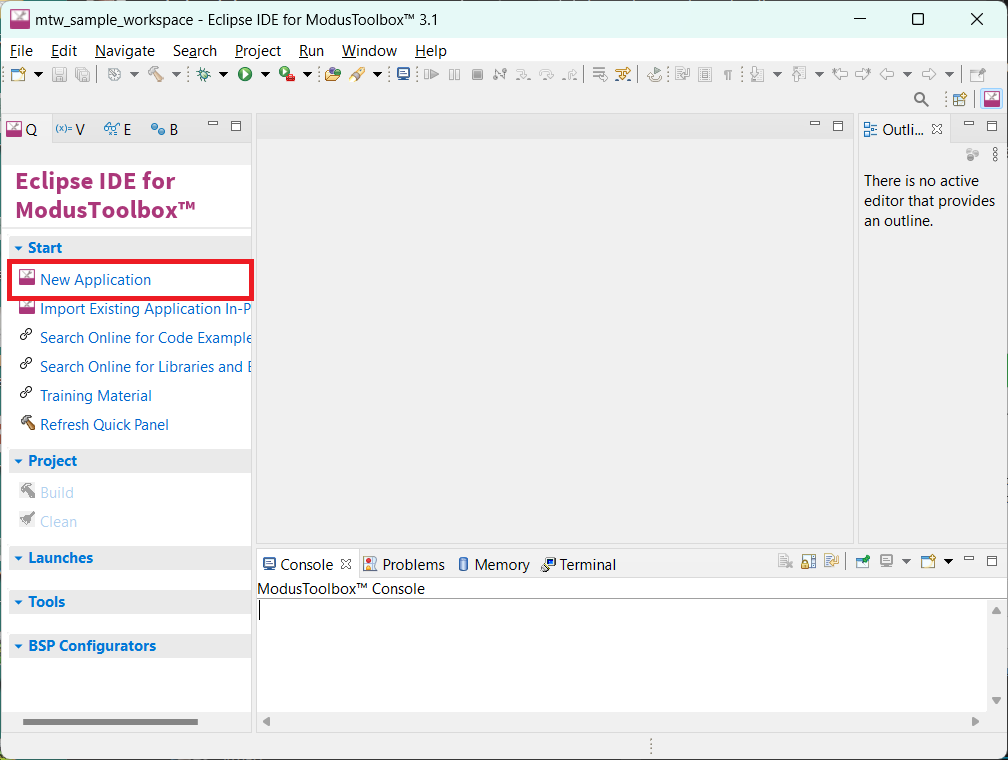 mtw_sample_workspace - Eclipse IDE for ModusToolbox™ 3.1
File Edit Navigate Search Project Run Window Help
Q (x)= V E B
Outli...
Eclipse IDE for
ModusToolbox™
There is no active
editor that provides
an outline.
Start
New Application
Import Existing Application In-P
Search Online for Code Example
Search Online for Libraries and B
Training Material
Refresh Quick Panel
Project
Build
Clean
Launches
Tools
BSP Configurators
Console Problems Memory Terminal
ModusToolbox™ Console